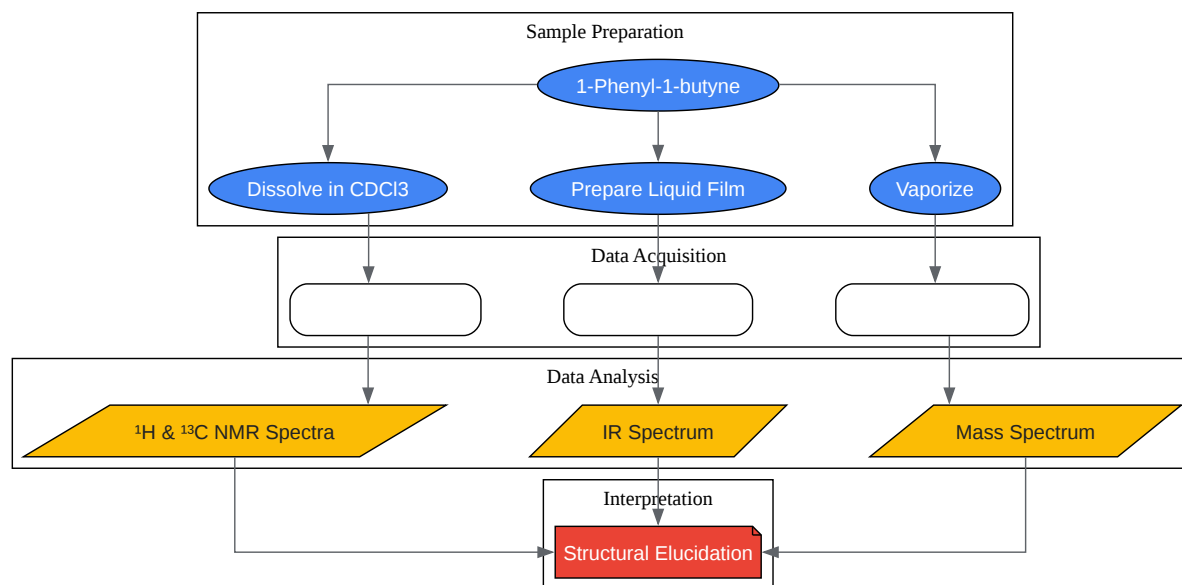 Sample Preparation
1-Phenyl-1-butyne
Dissolve in CDCl3
Prepare Liquid Film
Vaporize
Data Acquisition
Data Analysis
¹H & ¹³C NMR Spectra
IR Spectrum
Mass Spectrum
Interpretation
Structural Elucidation